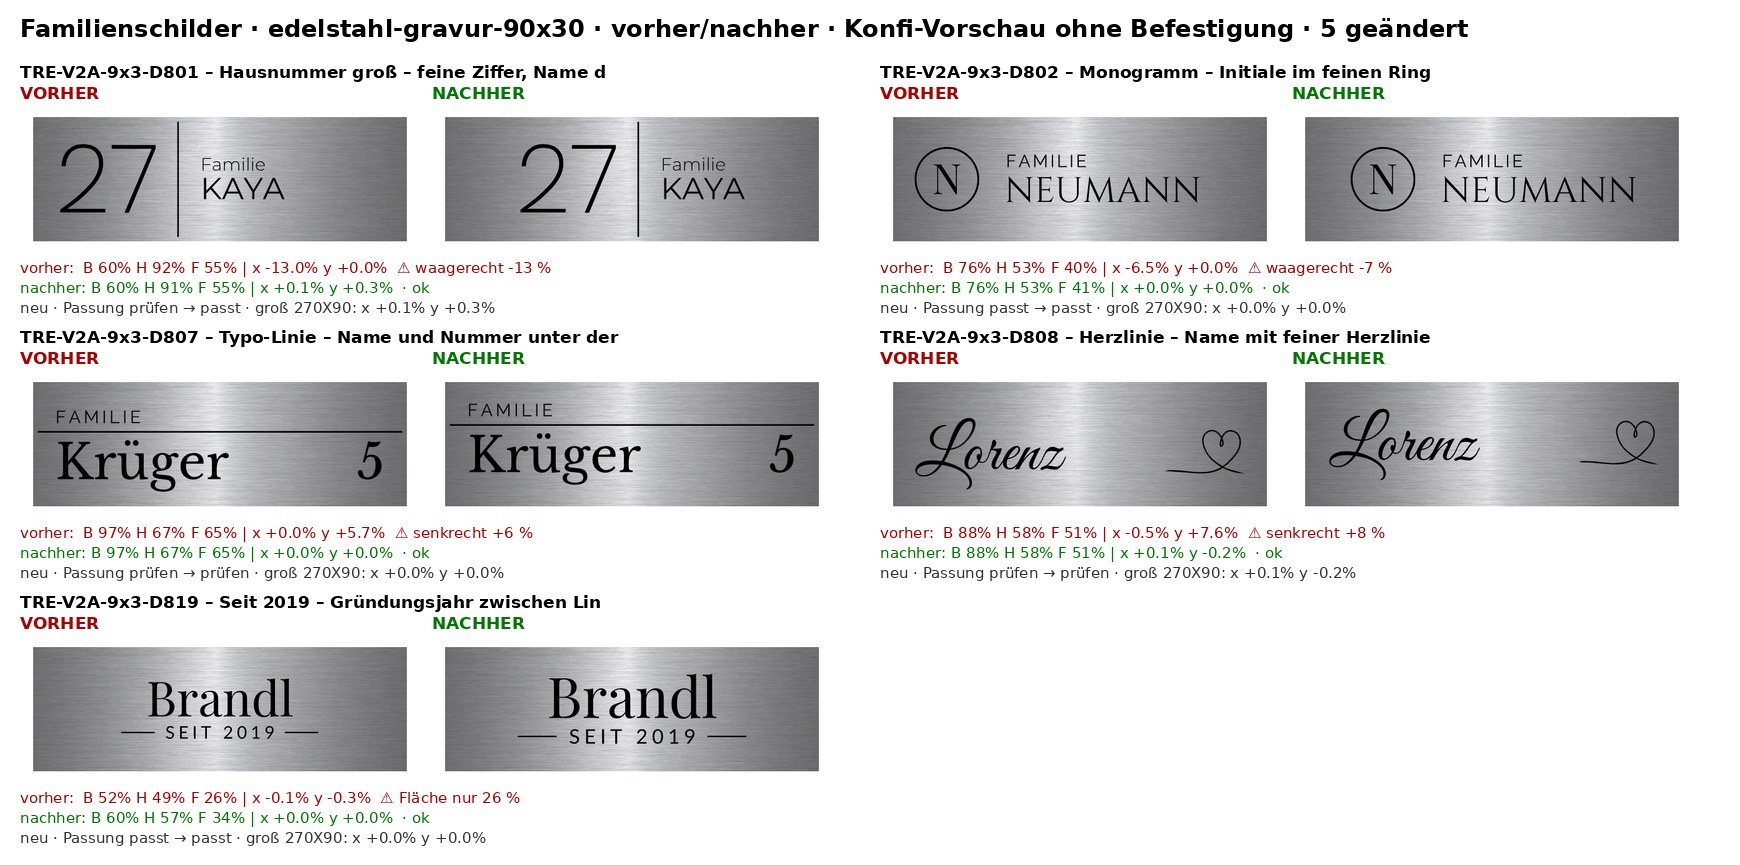 Familienschilder · edelstahl-gravur-90x30 · vorher/nachher · Konfi-Vorschau ohne Befestigung · 5 geändert
TRE-V2A-9x3-D801 – Hausnummer groß – feine Ziffer, Name d
VORHER
NACHHER
27
Familie
KAYA
27
Familie
KAYA
vorher:  B 60% H 92% F 55% | x -13.0% y +0.0%  ⚠ waagerecht -13 %
nachher: B 60% H 91% F 55% | x +0.1% y +0.3%  · ok
neu · Passung prüfen → passt · groß 270X90: x +0.1% y +0.3%
TRE-V2A-9x3-D802 – Monogramm – Initiale im feinen Ring
VORHER
NACHHER
N
FAMILIE
NEUMANN
N
FAMILIE
NEUMANN
vorher:  B 76% H 53% F 40% | x -6.5% y +0.0%  ⚠ waagerecht -7 %
nachher: B 76% H 53% F 41% | x +0.0% y +0.0%  · ok
neu · Passung passt → passt · groß 270X90: x +0.0% y +0.0%
TRE-V2A-9x3-D807 – Typo-Linie – Name und Nummer unter der
VORHER
NACHHER
FAMILIE
Krüger 5
FAMILIE
Krüger 5
vorher:  B 97% H 67% F 65% | x +0.0% y +5.7%  ⚠ senkrecht +6 %
nachher: B 97% H 67% F 65% | x +0.0% y +0.0%  · ok
neu · Passung prüfen → prüfen · groß 270X90: x +0.0% y +0.0%
TRE-V2A-9x3-D808 – Herzlinie – Name mit feiner Herzlinie
VORHER
NACHHER
Lorenz
Lorenz
vorher:  B 88% H 58% F 51% | x -0.5% y +7.6%  ⚠ senkrecht +8 %
nachher: B 88% H 58% F 51% | x +0.1% y -0.2%  · ok
neu · Passung prüfen → prüfen · groß 270X90: x +0.1% y -0.2%
TRE-V2A-9x3-D819 – Seit 2019 – Gründungsjahr zwischen Lin
VORHER
NACHHER
Brandl
SEIT 2019
Brandl
SEIT 2019
vorher:  B 52% H 49% F 26% | x -0.1% y -0.3%  ⚠ Fläche nur 26 %
nachher: B 60% H 57% F 34% | x +0.0% y +0.0%  · ok
neu · Passung passt → passt · groß 270X90: x +0.0% y +0.0%